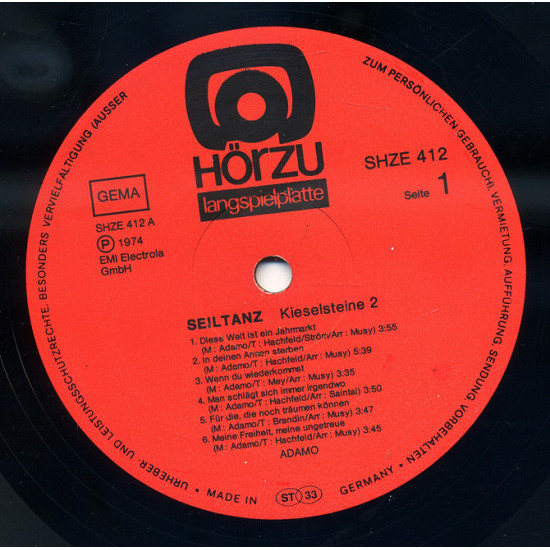 HÖRZU
langspielplatte
SHZE 412
Seite 1
GEMA
SHZE 412 A
P 1974
EMI Electrola
GmbH
SEILTANZ Kieselsteine 2
1. Diese Welt ist ein Jahrmarkt
(M : Adamo/T : Hachfeld/Ström/Arr : Musy) 3:55
2. In deinen Armen sterben
(M : Adamo/T : Hachfeld/Arr : Musy) 5:39
3. Wenn du wiederkommst
(M : Adamo/T : Mey/Arr : Musy) 3:35
4. Man schlägt sich immer irgendwo
(M : Adamo/T : Hachfeld/Arr : Saintal) 3:50
5. Für die, die noch träumen können
(M : Adamo/T : Brandin/Arr : Musy) 3:47
6. Meine Freiheit, meine ungetreue
(M : Adamo/T : Hachfeld/Arr : Musy) 3:45
ADAMO
URHEBER- UND LEISTUNGSSCHUTZRECHTE. BESONDERS VERVIELFÄLTIGUNG (AUSSER
ZUM PERSÖNLICHEN GEBRAUCH), VERMIETUNG, AUFFÜHRUNG, SENDUNG, VORBEHALTEN
• MADE IN ST 33 GERMANY •